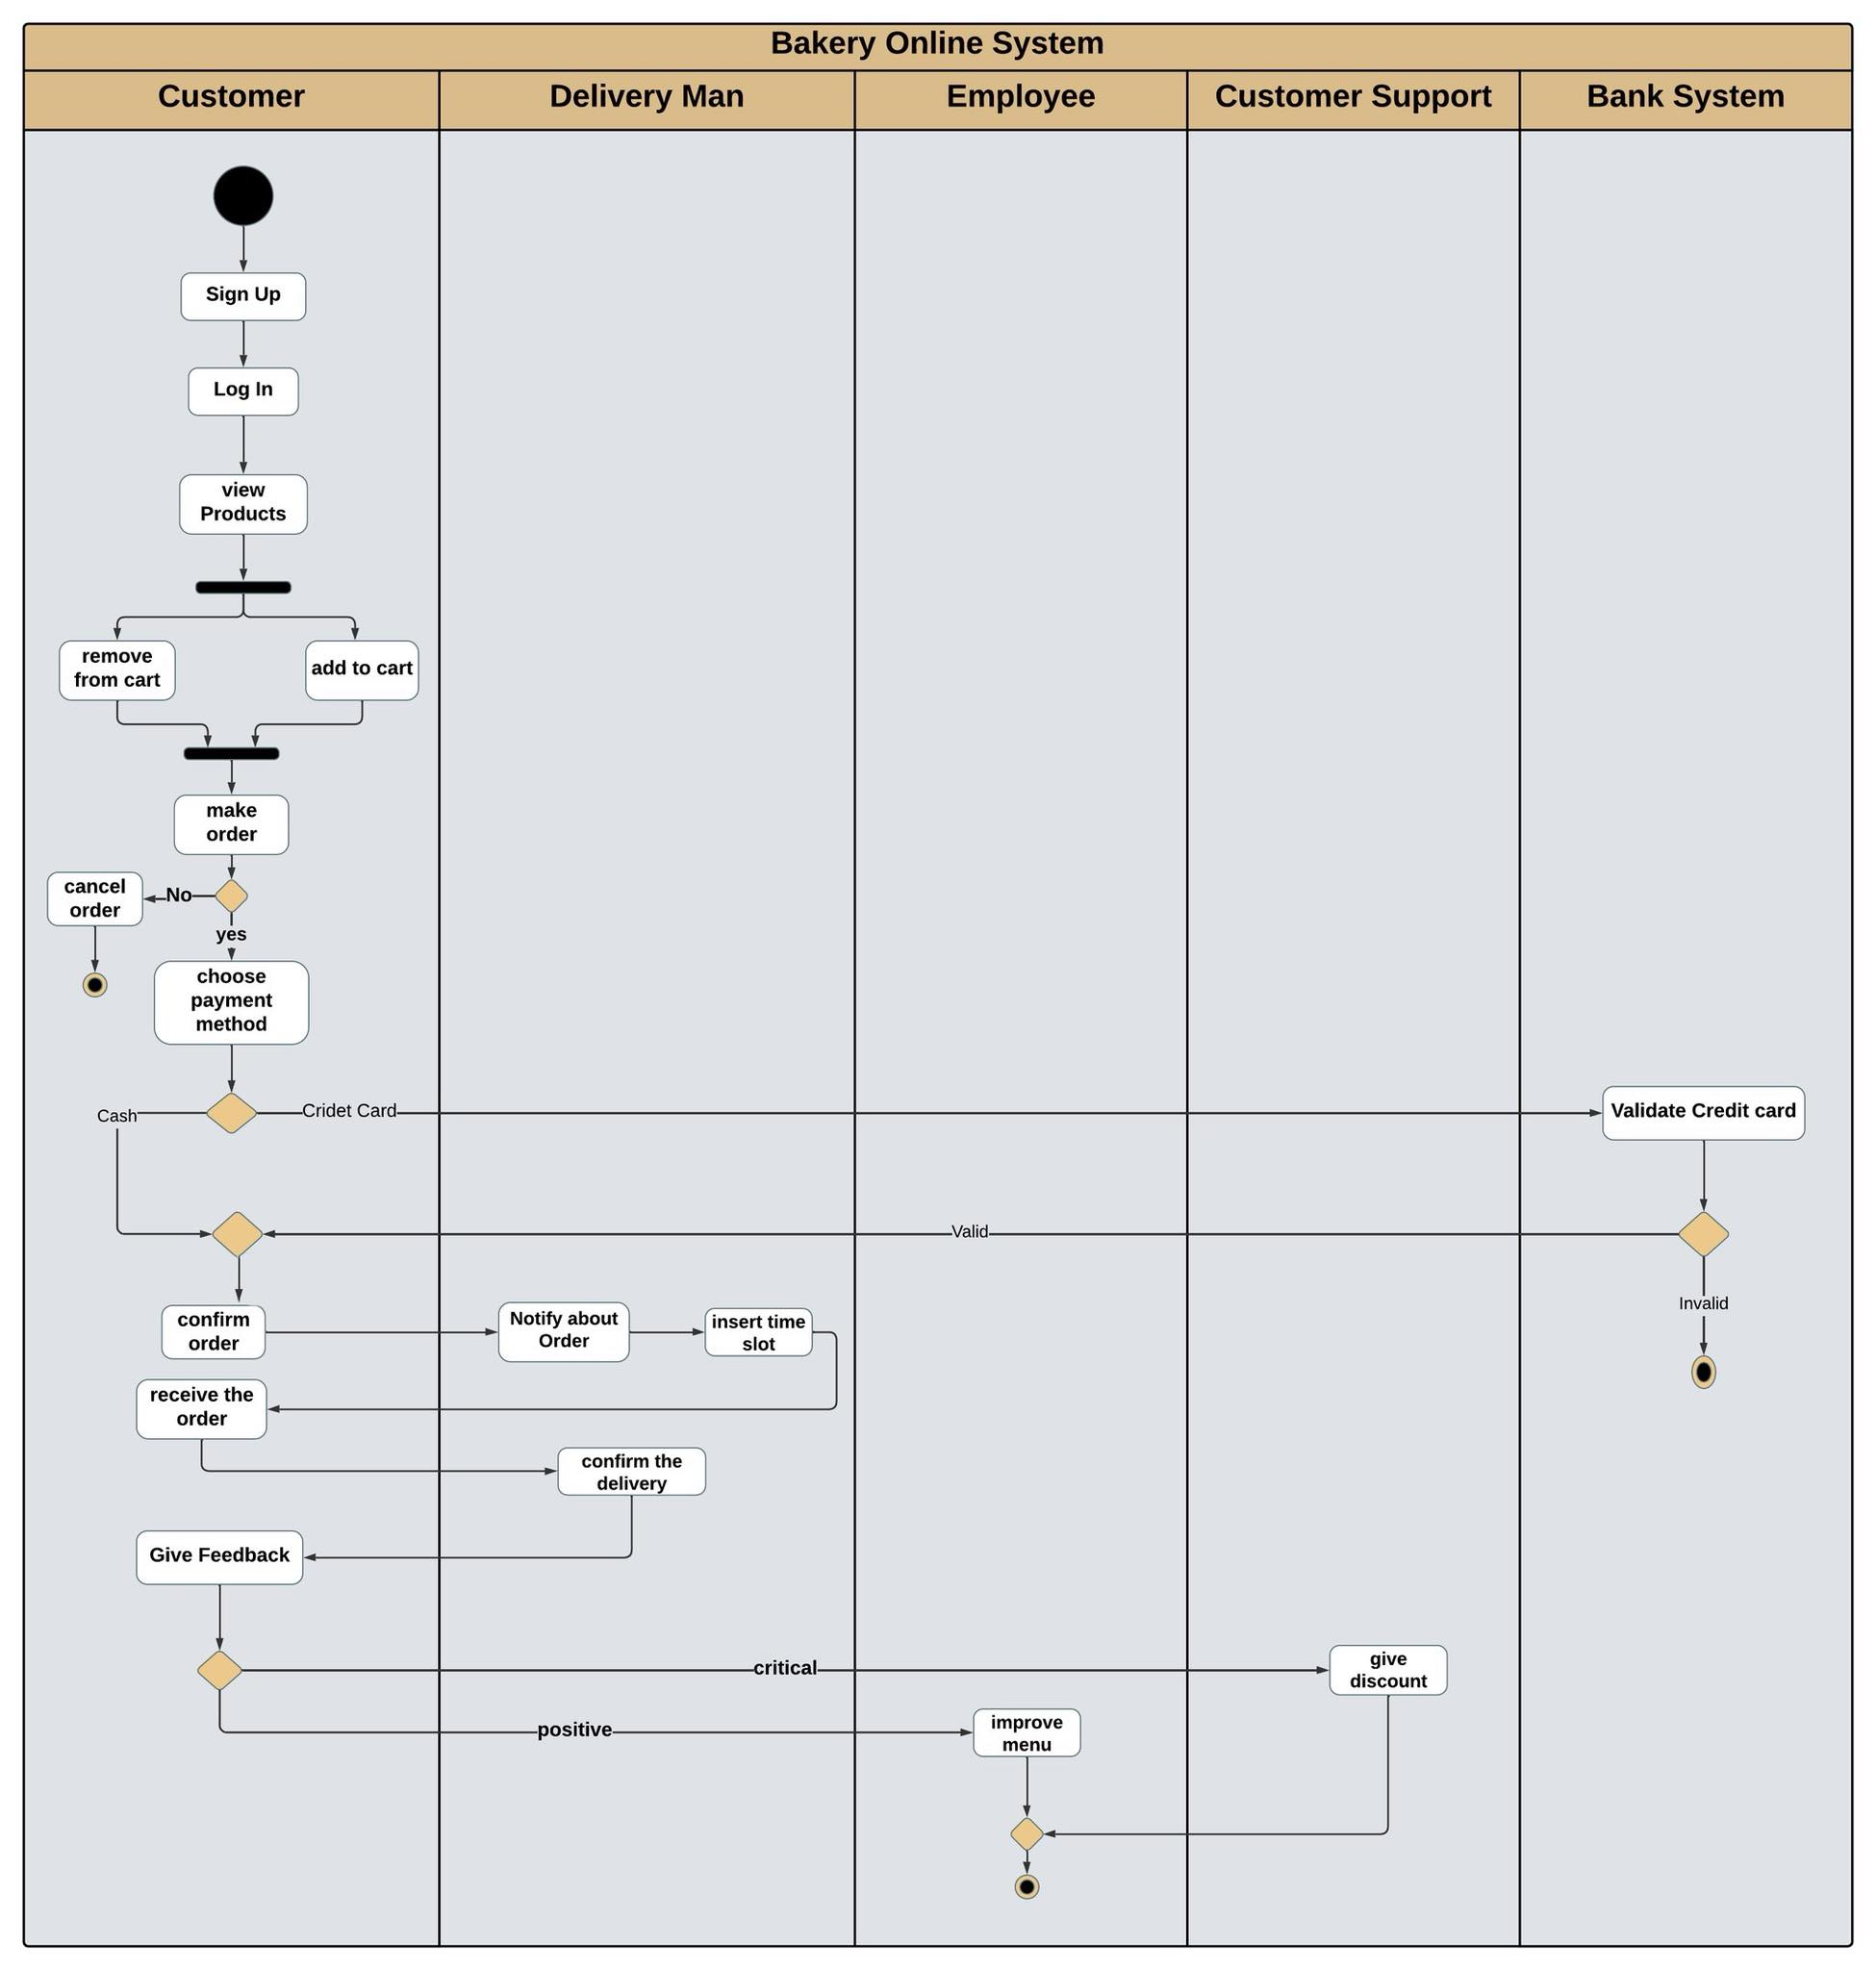 Bakery Online System
Customer
Delivery Man
Employee
Customer Support
Bank System
Sign Up
Log In
view
Products
remove
from cart
add to cart
make
order
cancel
order
No
yes
choose
payment
method
Cash
Cridet Card
Validate Credit card
Valid
Invalid
confirm
order
Notify about
Order
insert time
slot
receive the
order
confirm the
delivery
Give Feedback
critical
give
discount
positive
improve
menu